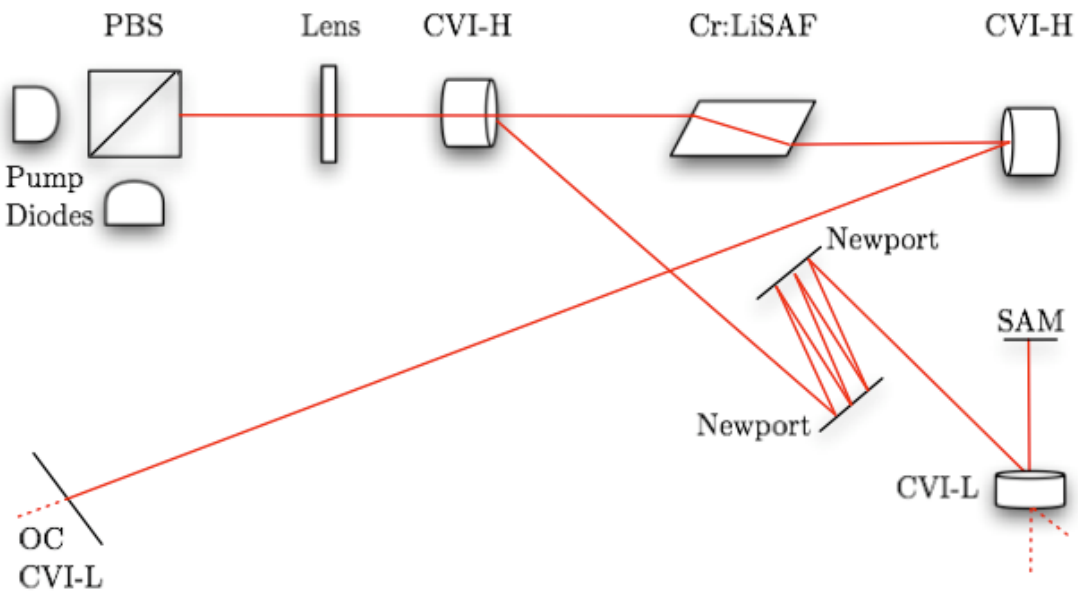 PBS
Lens
CVI-H
Cr:LiSAF
CVI-H
Pump
Diodes
Newport
SAM
Newport
CVI-L
OC
CVI-L